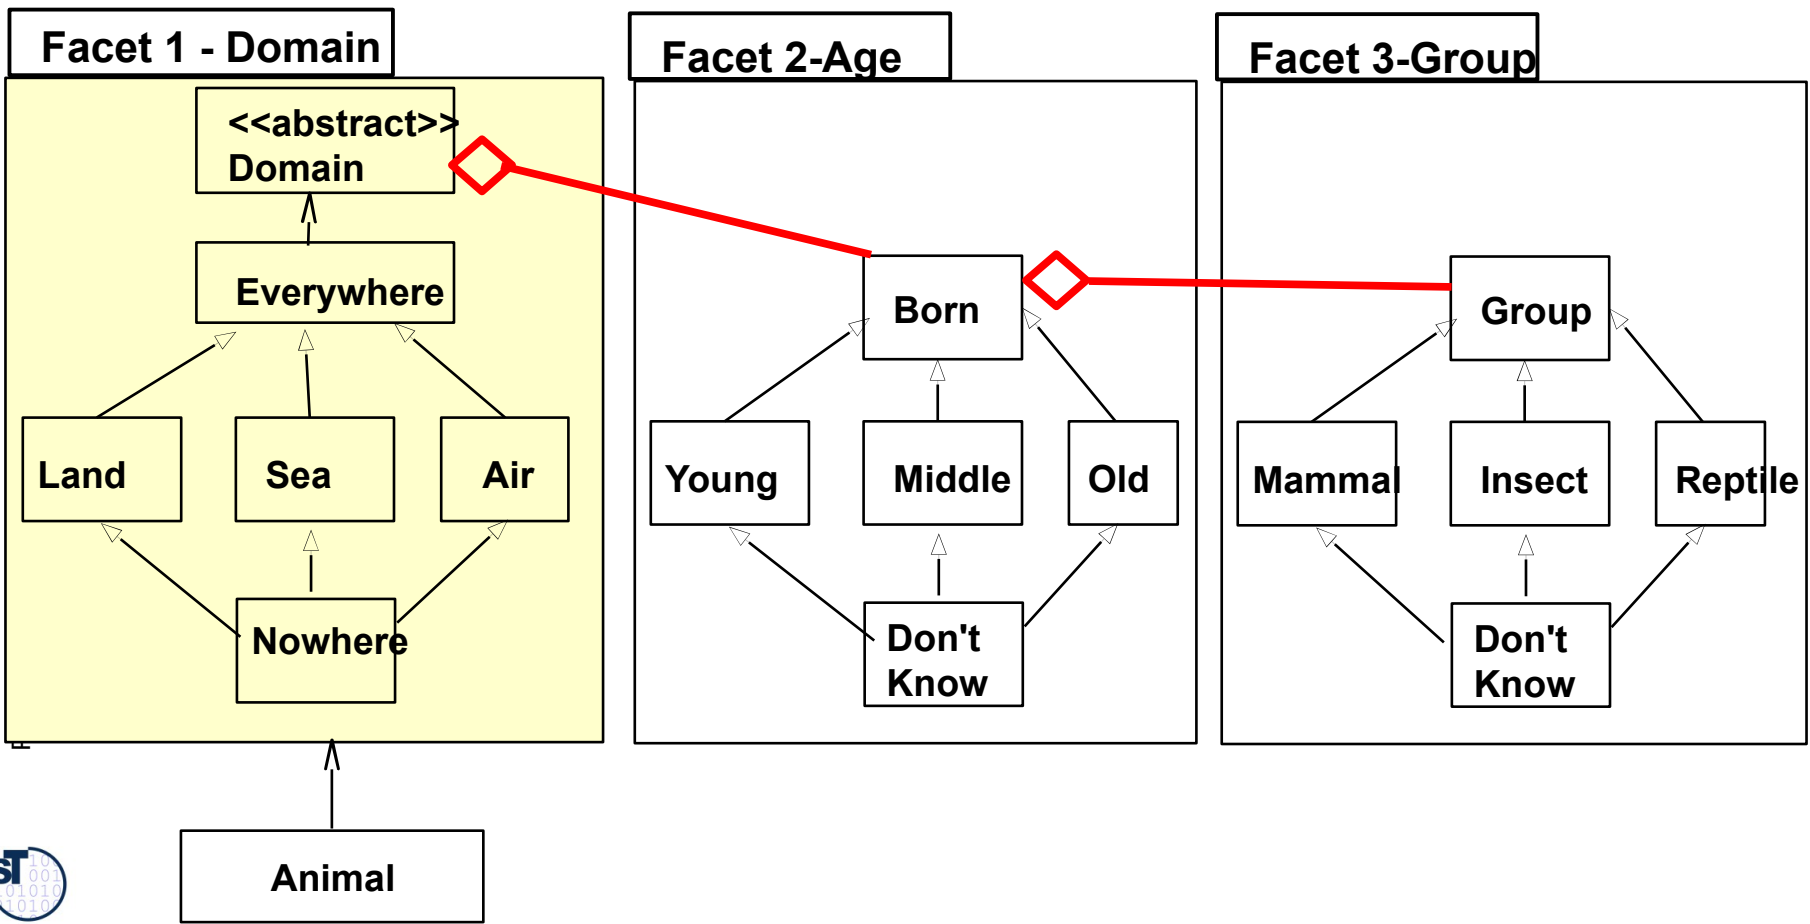 Facet 1 - Domain
<<abstract>>
Domain
Everywhere
Land
Sea
Air
Nowhere
Animal
Facet 2-Age
Born
Young
Middle
Old
Don't
Know
Facet 3-Group
Group
Mammal
Insect
Reptile
Don't
Know
sT